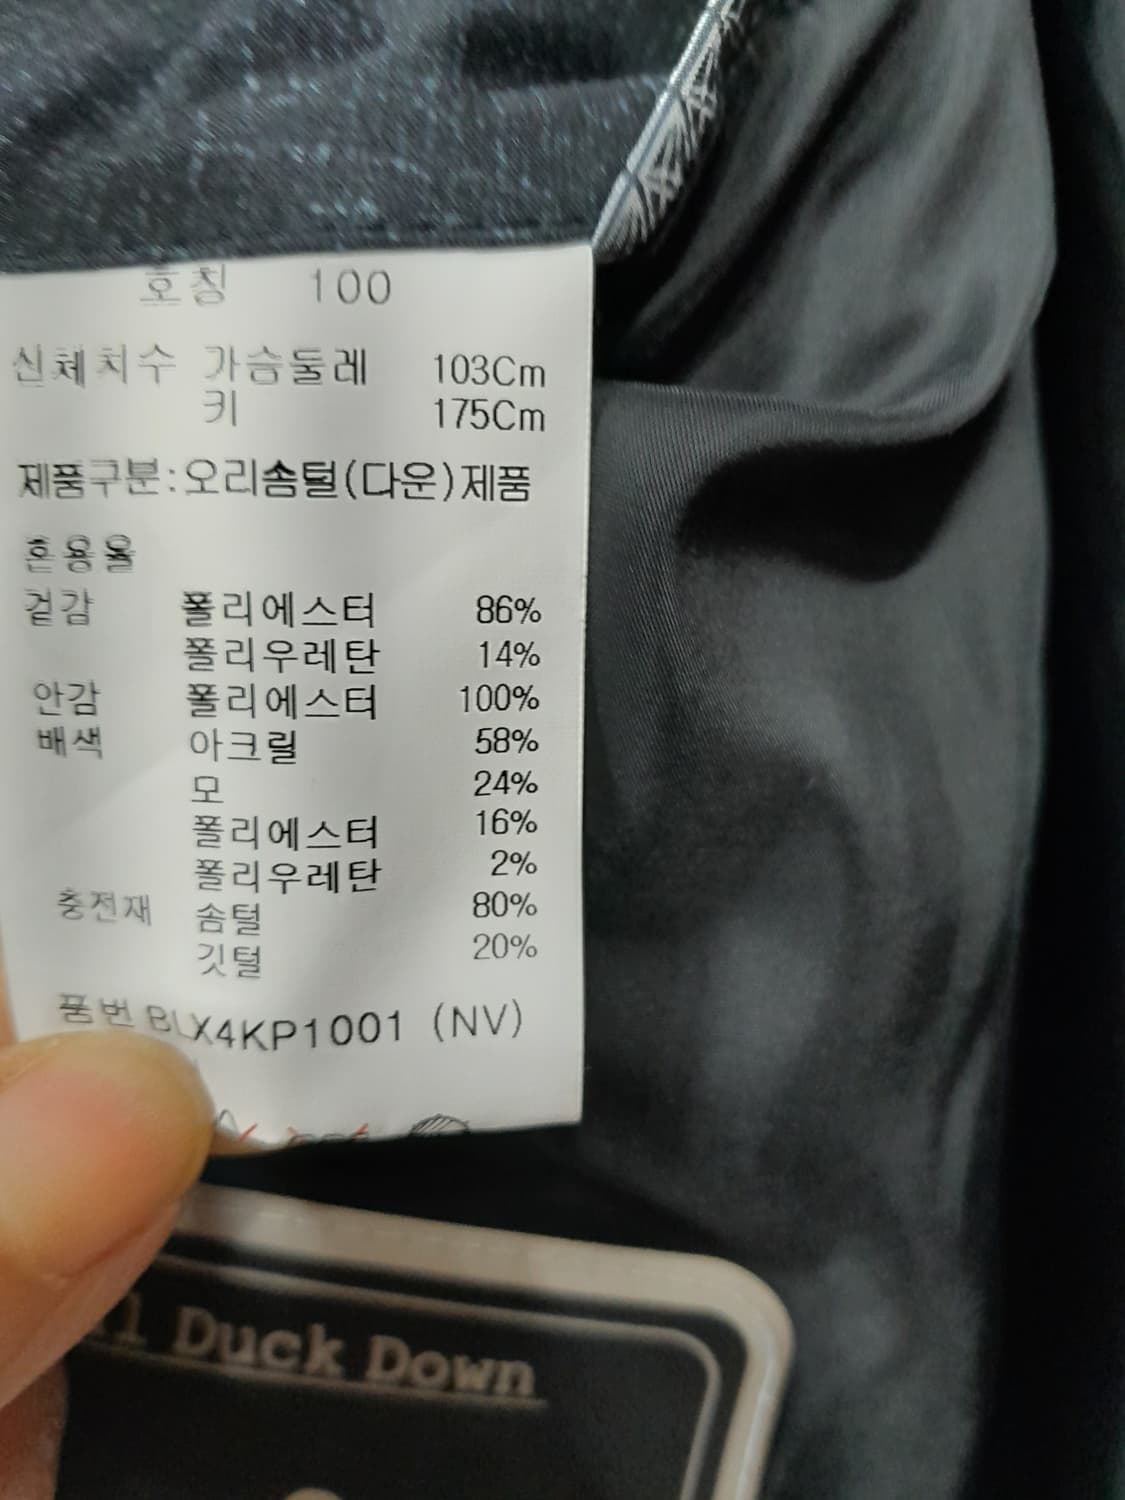 호칭 100
신체치수 가슴둘레 103Cm
키 175Cm
제품구분:오리솜털(다운)제품
혼용율
겉감 폴리에스터 86%
폴리우레탄 14%
안감 폴리에스터 100%
배색 아크릴 58%
모 24%
폴리에스터 16%
폴리우레탄 2%
충전재 솜털 80%
깃털 20%
품번 BLX4KP1001 (NV)
Duck Down